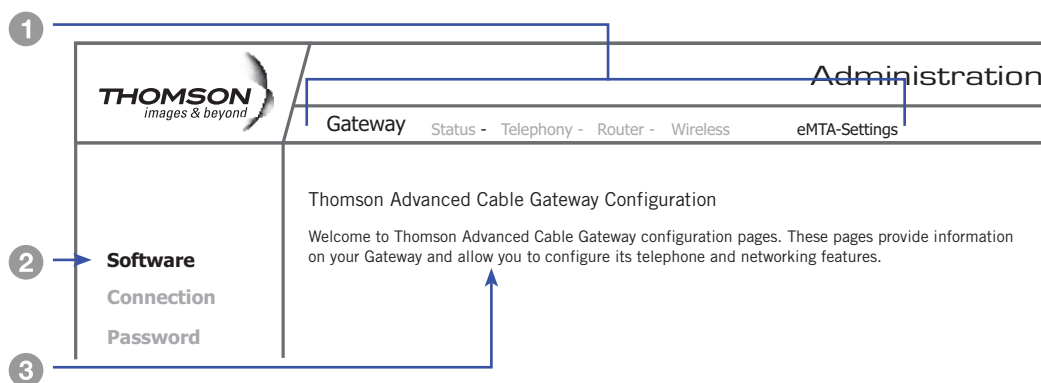 1
THOMSON
images & beyond
Administration
Gateway Status - Telephony - Router - Wireless eMTA-Settings
Thomson Advanced Cable Gateway Configuration
Welcome to Thomson Advanced Cable Gateway configuration pages. These pages provide information
on your Gateway and allow you to configure its telephone and networking features.
2
Software
Connection
Password
3